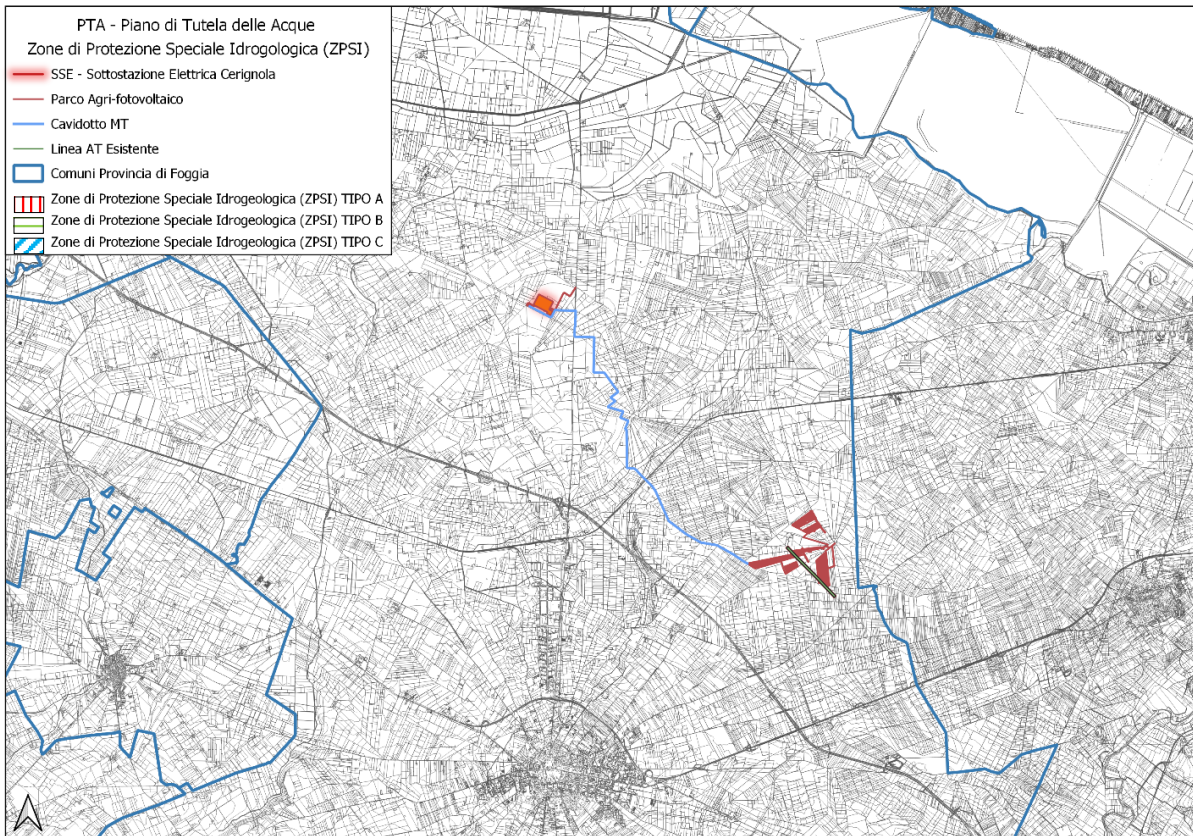 PTA - Piano di Tutela delle Acque
Zone di Protezione Speciale Idrogologica (ZPSI)
SSE - Sottostazione Elettrica Cerignola
Parco Agri-fotovoltaico
Cavidotto MT
Linea AT Esistente
Comuni Provincia di Foggia
Zone di Protezione Speciale Idrogeologica (ZPSI) TIPO A
Zone di Protezione Speciale Idrogeologica (ZPSI) TIPO B
Zone di Protezione Speciale Idrogeologica (ZPSI) TIPO C